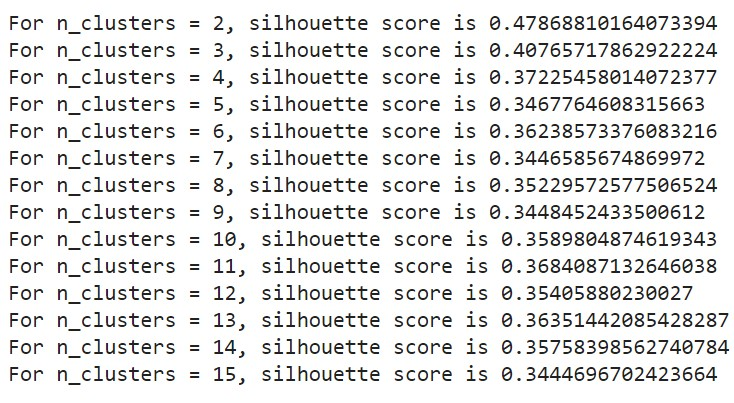 For n_clusters = 2, silhouette score is 0.47868810164073394
For n_clusters = 3, silhouette score is 0.40765717862922224
For n_clusters = 4, silhouette score is 0.37225458014072377
For n_clusters = 5, silhouette score is 0.3467764608315663
For n_clusters = 6, silhouette score is 0.36238573376083216
For n_clusters = 7, silhouette score is 0.3446585674869972
For n_clusters = 8, silhouette score is 0.35229572577506524
For n_clusters = 9, silhouette score is 0.3448452433500612
For n_clusters = 10, silhouette score is 0.3589804874619343
For n_clusters = 11, silhouette score is 0.3684087132646038
For n_clusters = 12, silhouette score is 0.35405880230027
For n_clusters = 13, silhouette score is 0.36351442085428287
For n_clusters = 14, silhouette score is 0.35758398562740784
For n_clusters = 15, silhouette score is 0.3444696702423664